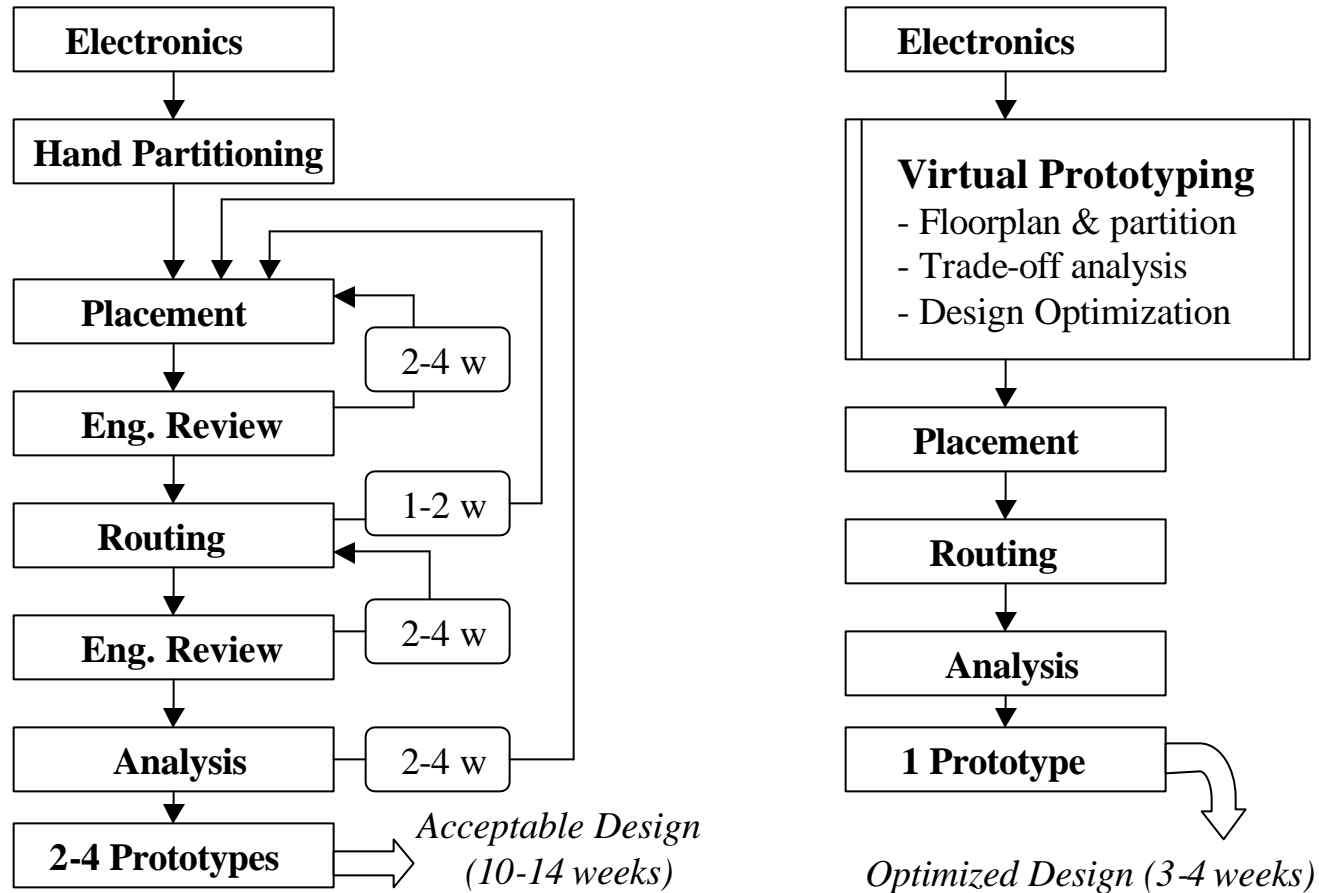 Electronics
Hand Partitioning
Placement
2-4 w
Eng. Review
1-2 w
Routing
2-4 w
Eng. Review
Analysis
2-4 w
2-4 Prototypes
Acceptable Design
(10-14 weeks)
Electronics
Virtual Prototyping
- Floorplan & partition
- Trade-off analysis
- Design Optimization
Placement
Routing
Analysis
1 Prototype
Optimized Design (3-4 weeks)